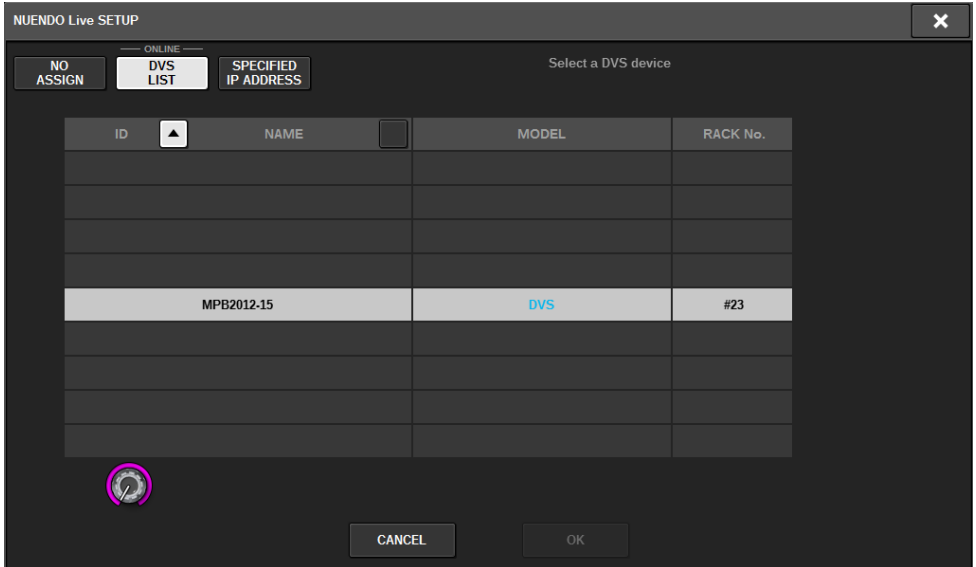 NUENDO Live SETUP
ONLINE
NO ASSIGN
DVS LIST
SPECIFIED IP ADDRESS
Select a DVS device
ID NAME MODEL RACK No.
MPB2012-15 DVS #23
CANCEL OK